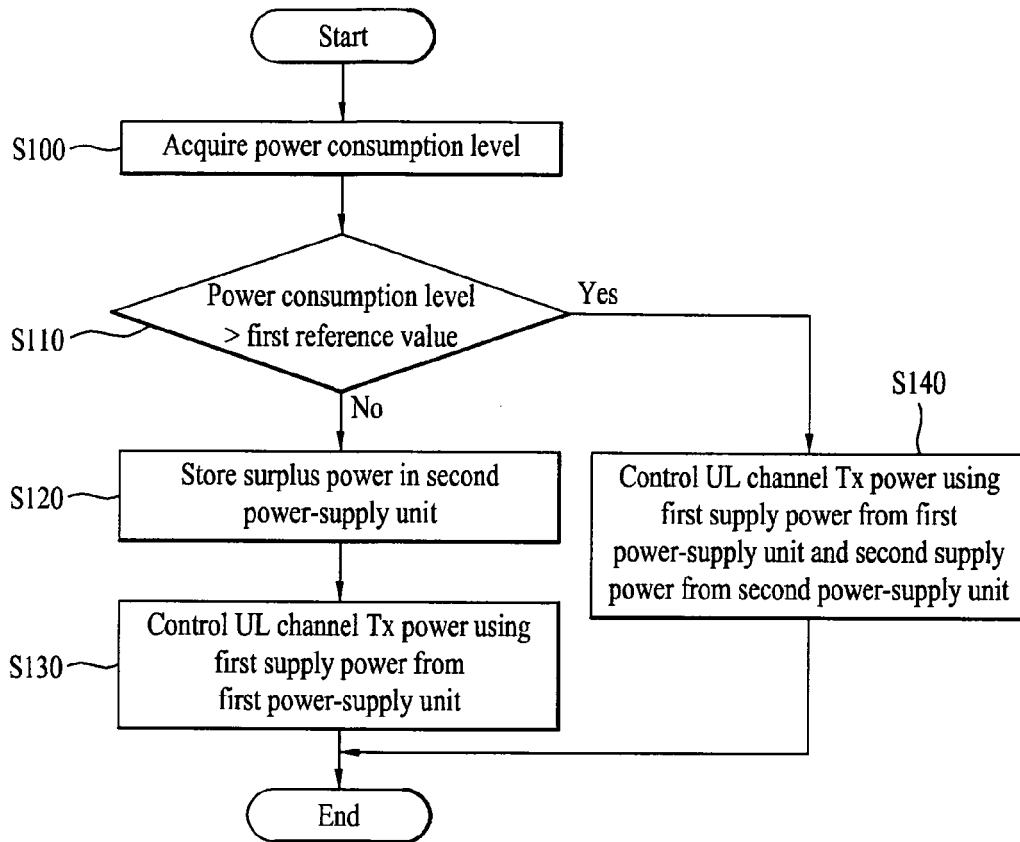 Start
S100
Acquire power consumption level
Power consumption level
> first reference value
Yes
S110
No
S140
S120
Store surplus power in second
power-supply unit
Control UL channel Tx power using
first supply power from first
power-supply unit and second supply
power from second power-supply unit
S130
Control UL channel Tx power using
first supply power from
first power-supply unit
End